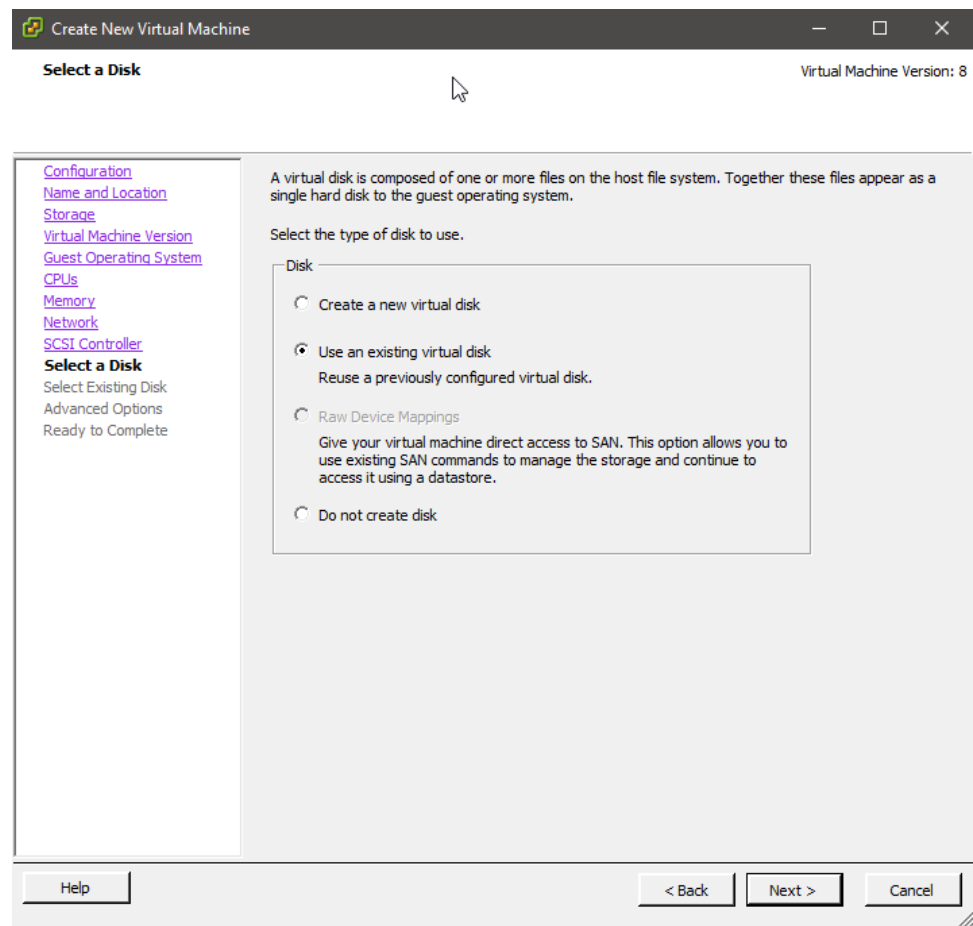 Create New Virtual Machine
Select a Disk
Virtual Machine Version: 8
Configuration
Name and Location
Storage
Virtual Machine Version
Guest Operating System
CPUs
Memory
Network
SCSI Controller
Select a Disk
Select Existing Disk
Advanced Options
Ready to Complete
A virtual disk is composed of one or more files on the host file system. Together these files appear as a
single hard disk to the guest operating system.
Select the type of disk to use.
Disk
Create a new virtual disk
Use an existing virtual disk
Reuse a previously configured virtual disk.
Raw Device Mappings
Give your virtual machine direct access to SAN. This option allows you to
use existing SAN commands to manage the storage and continue to
access it using a datastore.
Do not create disk
Help
< Back
Next >
Cancel